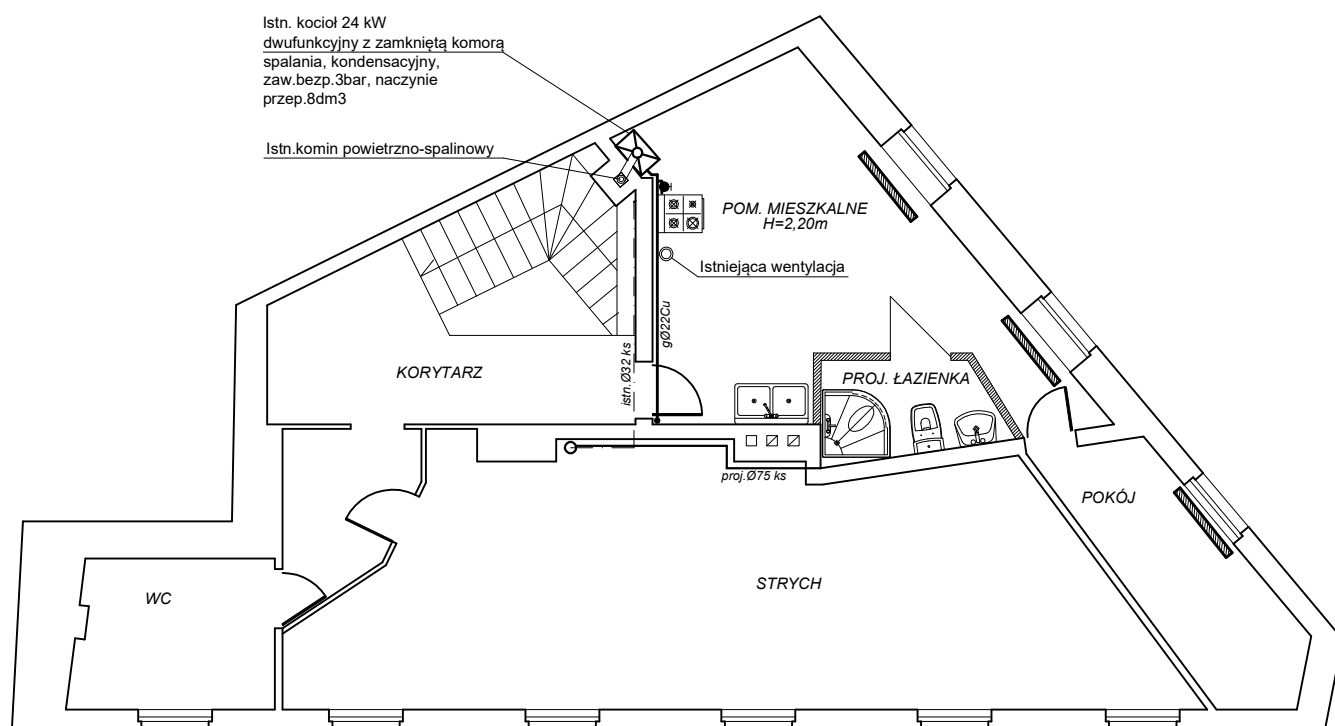 Istn. kocioł 24 kW
dwufunkcyjny z zamkniętą komorą
spalania, kondensacyjny,
zaw.bezp.3bar, naczynie
przep.8dm3
Istn.komin powietrzno-spalinowy
POM. MIESZKALNE
H=2,20m
Istniejąca wentylacja
gØ22Cu
istn.Ø32 ks
KORYTARZ
PROJ. ŁAZIENKA
proj.Ø75 ks
POKÓJ
STRYCH
WC